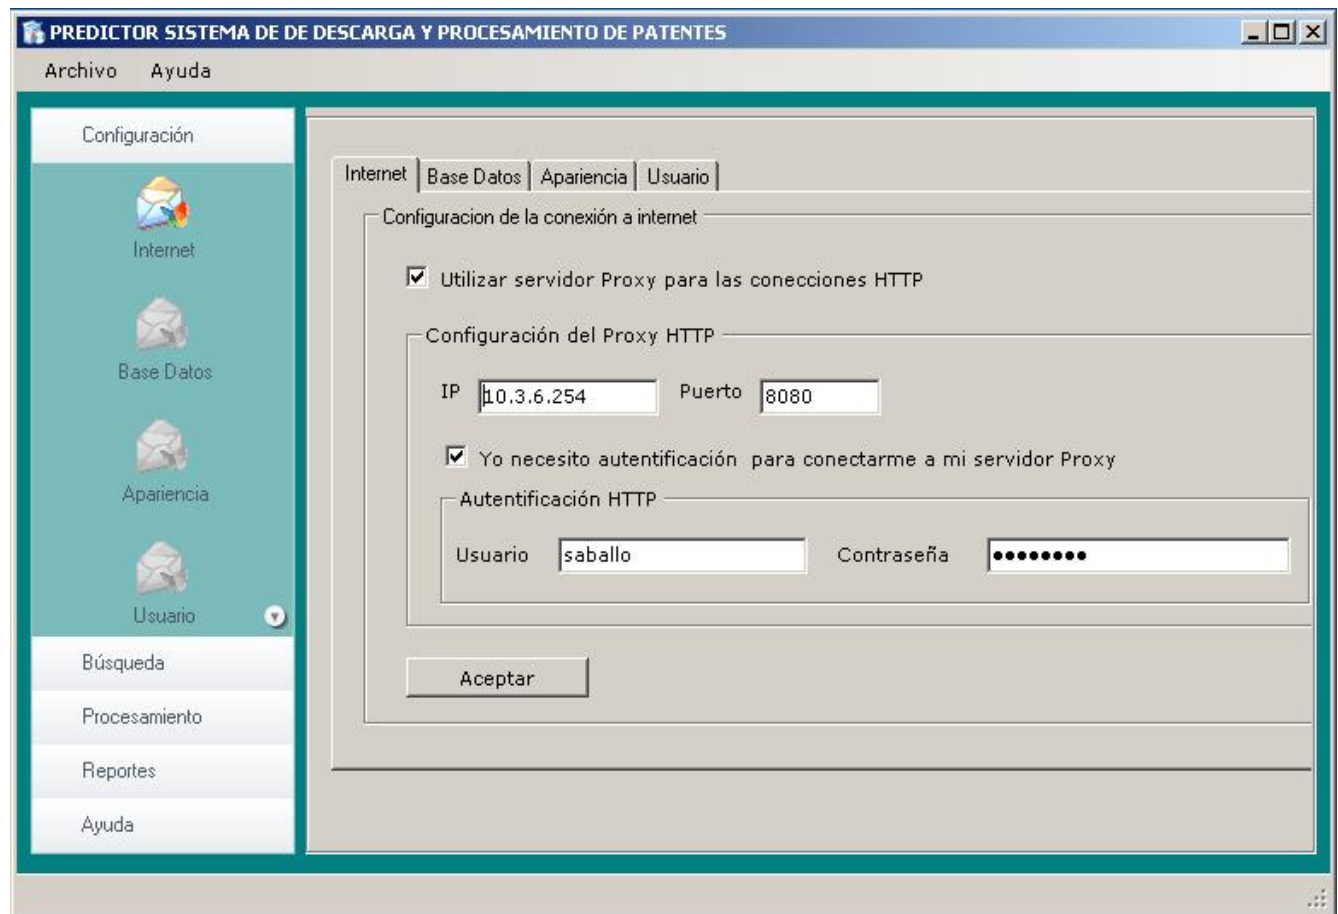 PREDICTOR SISTEMA DE DE DESCARGA Y PROCESAMIENTO DE PATENTES
Archivo Ayuda
Configuración
Internet
Base Datos
Apariencia
Usuario
Búsqueda
Procesamiento
Reportes
Ayuda
Internet Base Datos Apariencia Usuario
Configuracion de la conexión a internet
Utilizar servidor Proxy para las conecciones HTTP
Configuración del Proxy HTTP
IP 10.3.6.254 Puerto 8080
Yo necesito autentificación para conectarme a mi servidor Proxy
Autentificación HTTP
Usuario saballo Contraseña ●●●●●●●●
Aceptar